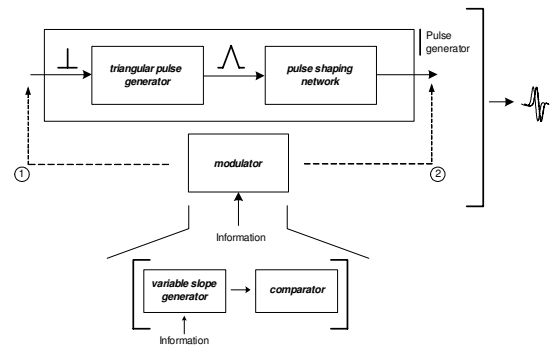 Pulse
generator
triangular pulse
generator
pulse shaping
network
modulator
1
2
Information
variable slope
generator
comparator
Information